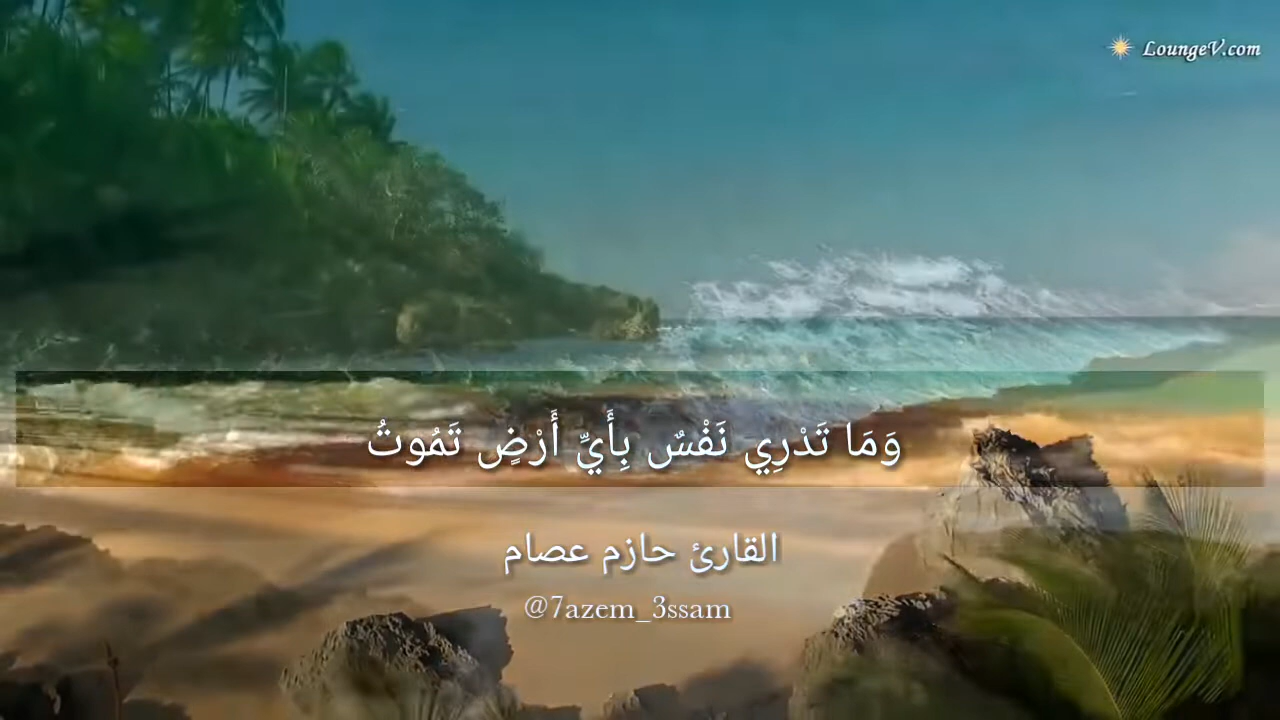 LoungeV.com
وَمَا تَدْرِي نَفْسٌ بِأَيِّ أَرْضٍ تَمُوتُ
القارئ حازم عصام
@7azem_3ssam